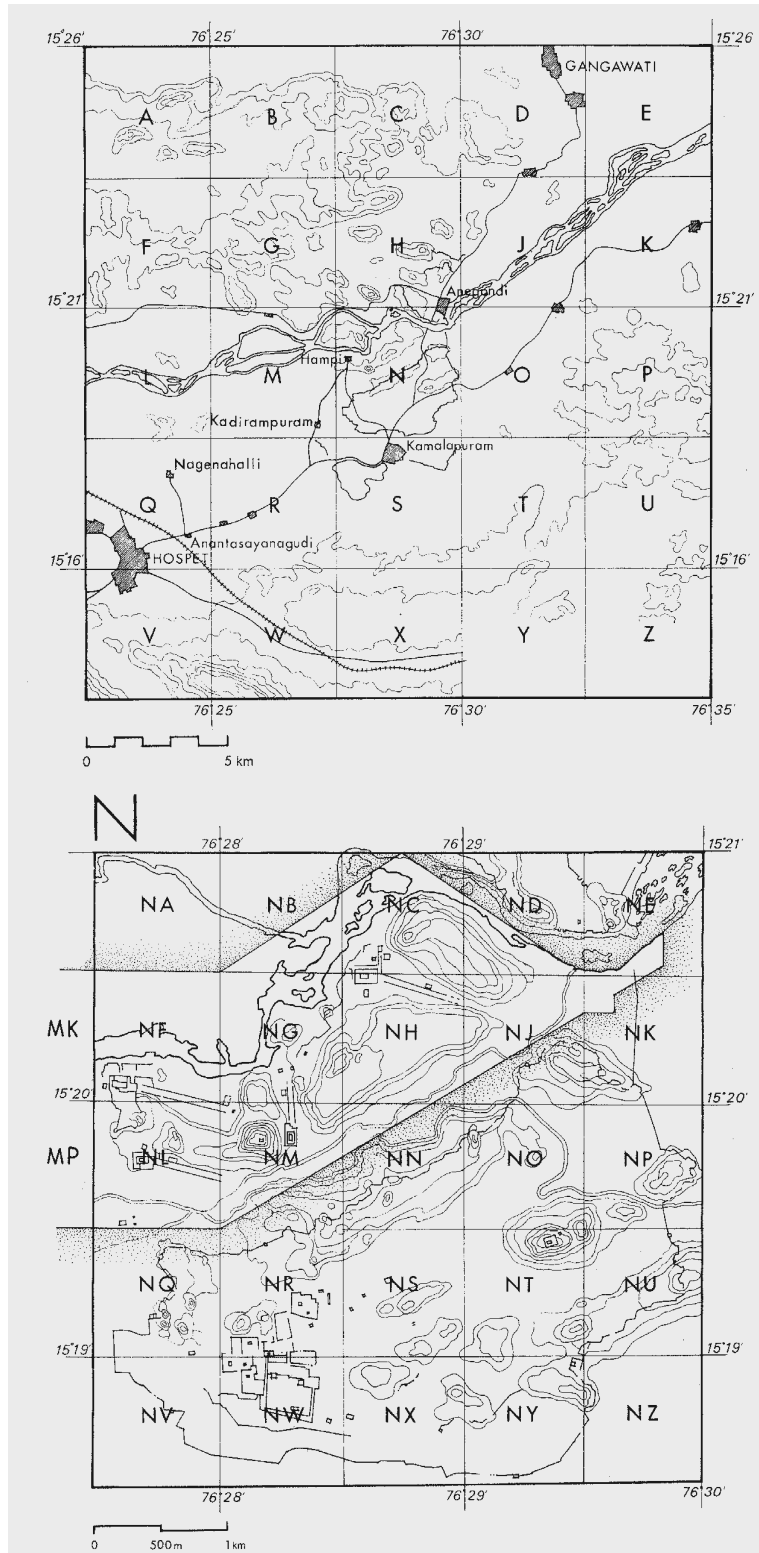 15°26' 76°25' 76°30' 15°26'
GANGAWATI
A B C D E
F G H J K
Anegondi
15°21' 15°21'
Hampi
L M N O P
Kadirampuram
Kamalapuram
Nagenahalli
Q R S T U
Anantasayanagudi
HOSPET
15°16' 15°16'
V W X Y Z
76°25' 76°30' 76°35'
0 5 km
N
76°28' 76°29' 15°21'
NA NB NC ND NE
MK NF NG NH NJ NK
15°20' 15°20'
MP NL NM NN NO NP
NQ NR NS NT NU
15°19' 15°19'
NV NW NX NY NZ
76°28' 76°29' 76°30'
0 500m 1km